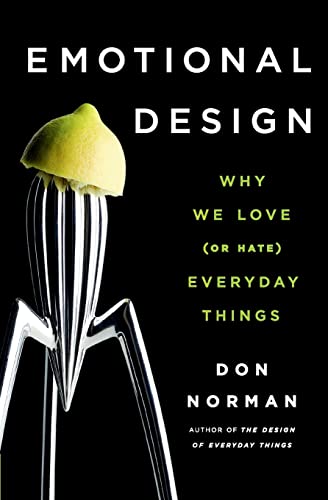 EMOTIONAL
DESIGN
WHY
WE LOVE
(OR HATE)
EVERYDAY
THINGS
DON
NORMAN
AUTHOR OF THE DESIGN
OF EVERYDAY THINGS